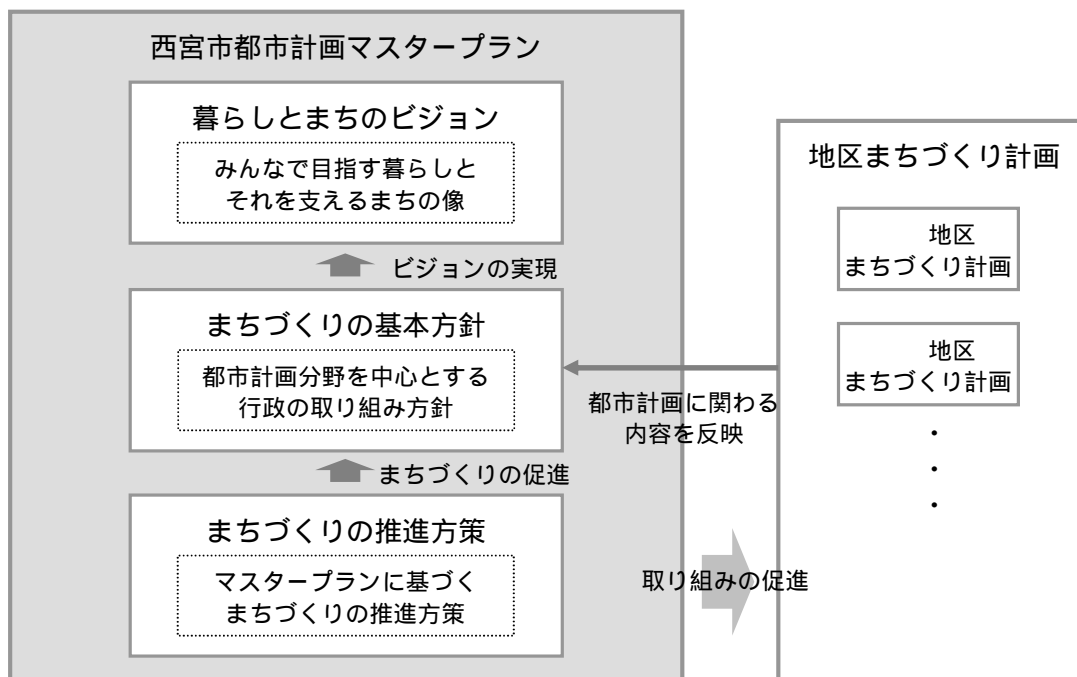 西宮市都市計画マスタープラン
暮らしとまちのビジョン
みんなで目指す暮らしと
それを支えるまちの像
ビジョンの実現
まちづくりの基本方針
都市計画分野を中心とする
行政の取り組み方針
まちづくりの促進
まちづくりの推進方策
マスタープランに基づく
まちづくりの推進方策
都市計画に関わる
内容を反映
取り組みの促進
地区まちづくり計画
地区
まちづくり計画
地区
まちづくり計画
・
・
・